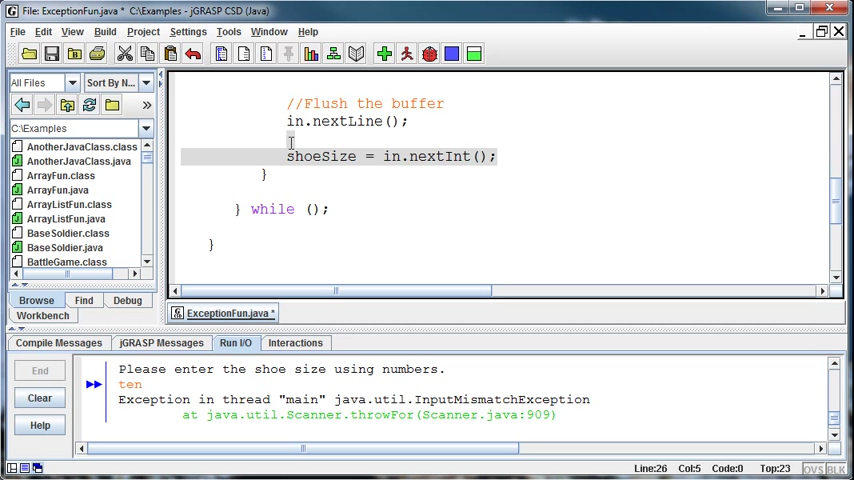 File: ExceptionFun.java * C:\Examples - jGRASP CSD (Java)
File Edit View Build Project Settings Tools Window Help
All Files Sort By N...
C:\Examples
AnotherJavaClass.class
AnotherJavaClass.java
ArrayFun.class
ArrayFun.java
ArrayListFun.class
ArrayListFun.java
BaseSoldier.class
BaseSoldier.java
BattleGame.class
Browse Find Debug
Workbench
//Flush the buffer
in.nextLine();
shoeSize = in.nextInt();
}
} while ();
}
ExceptionFun.java *
Compile Messages jGRASP Messages Run I/O Interactions
End
Clear
Help
Please enter the shoe size using numbers.
ten
Exception in thread "main" java.util.InputMismatchException
at java.util.Scanner.throwFor(Scanner.java:909)
Line:26 Col:5 Code:0 Top:23 OVS BLK